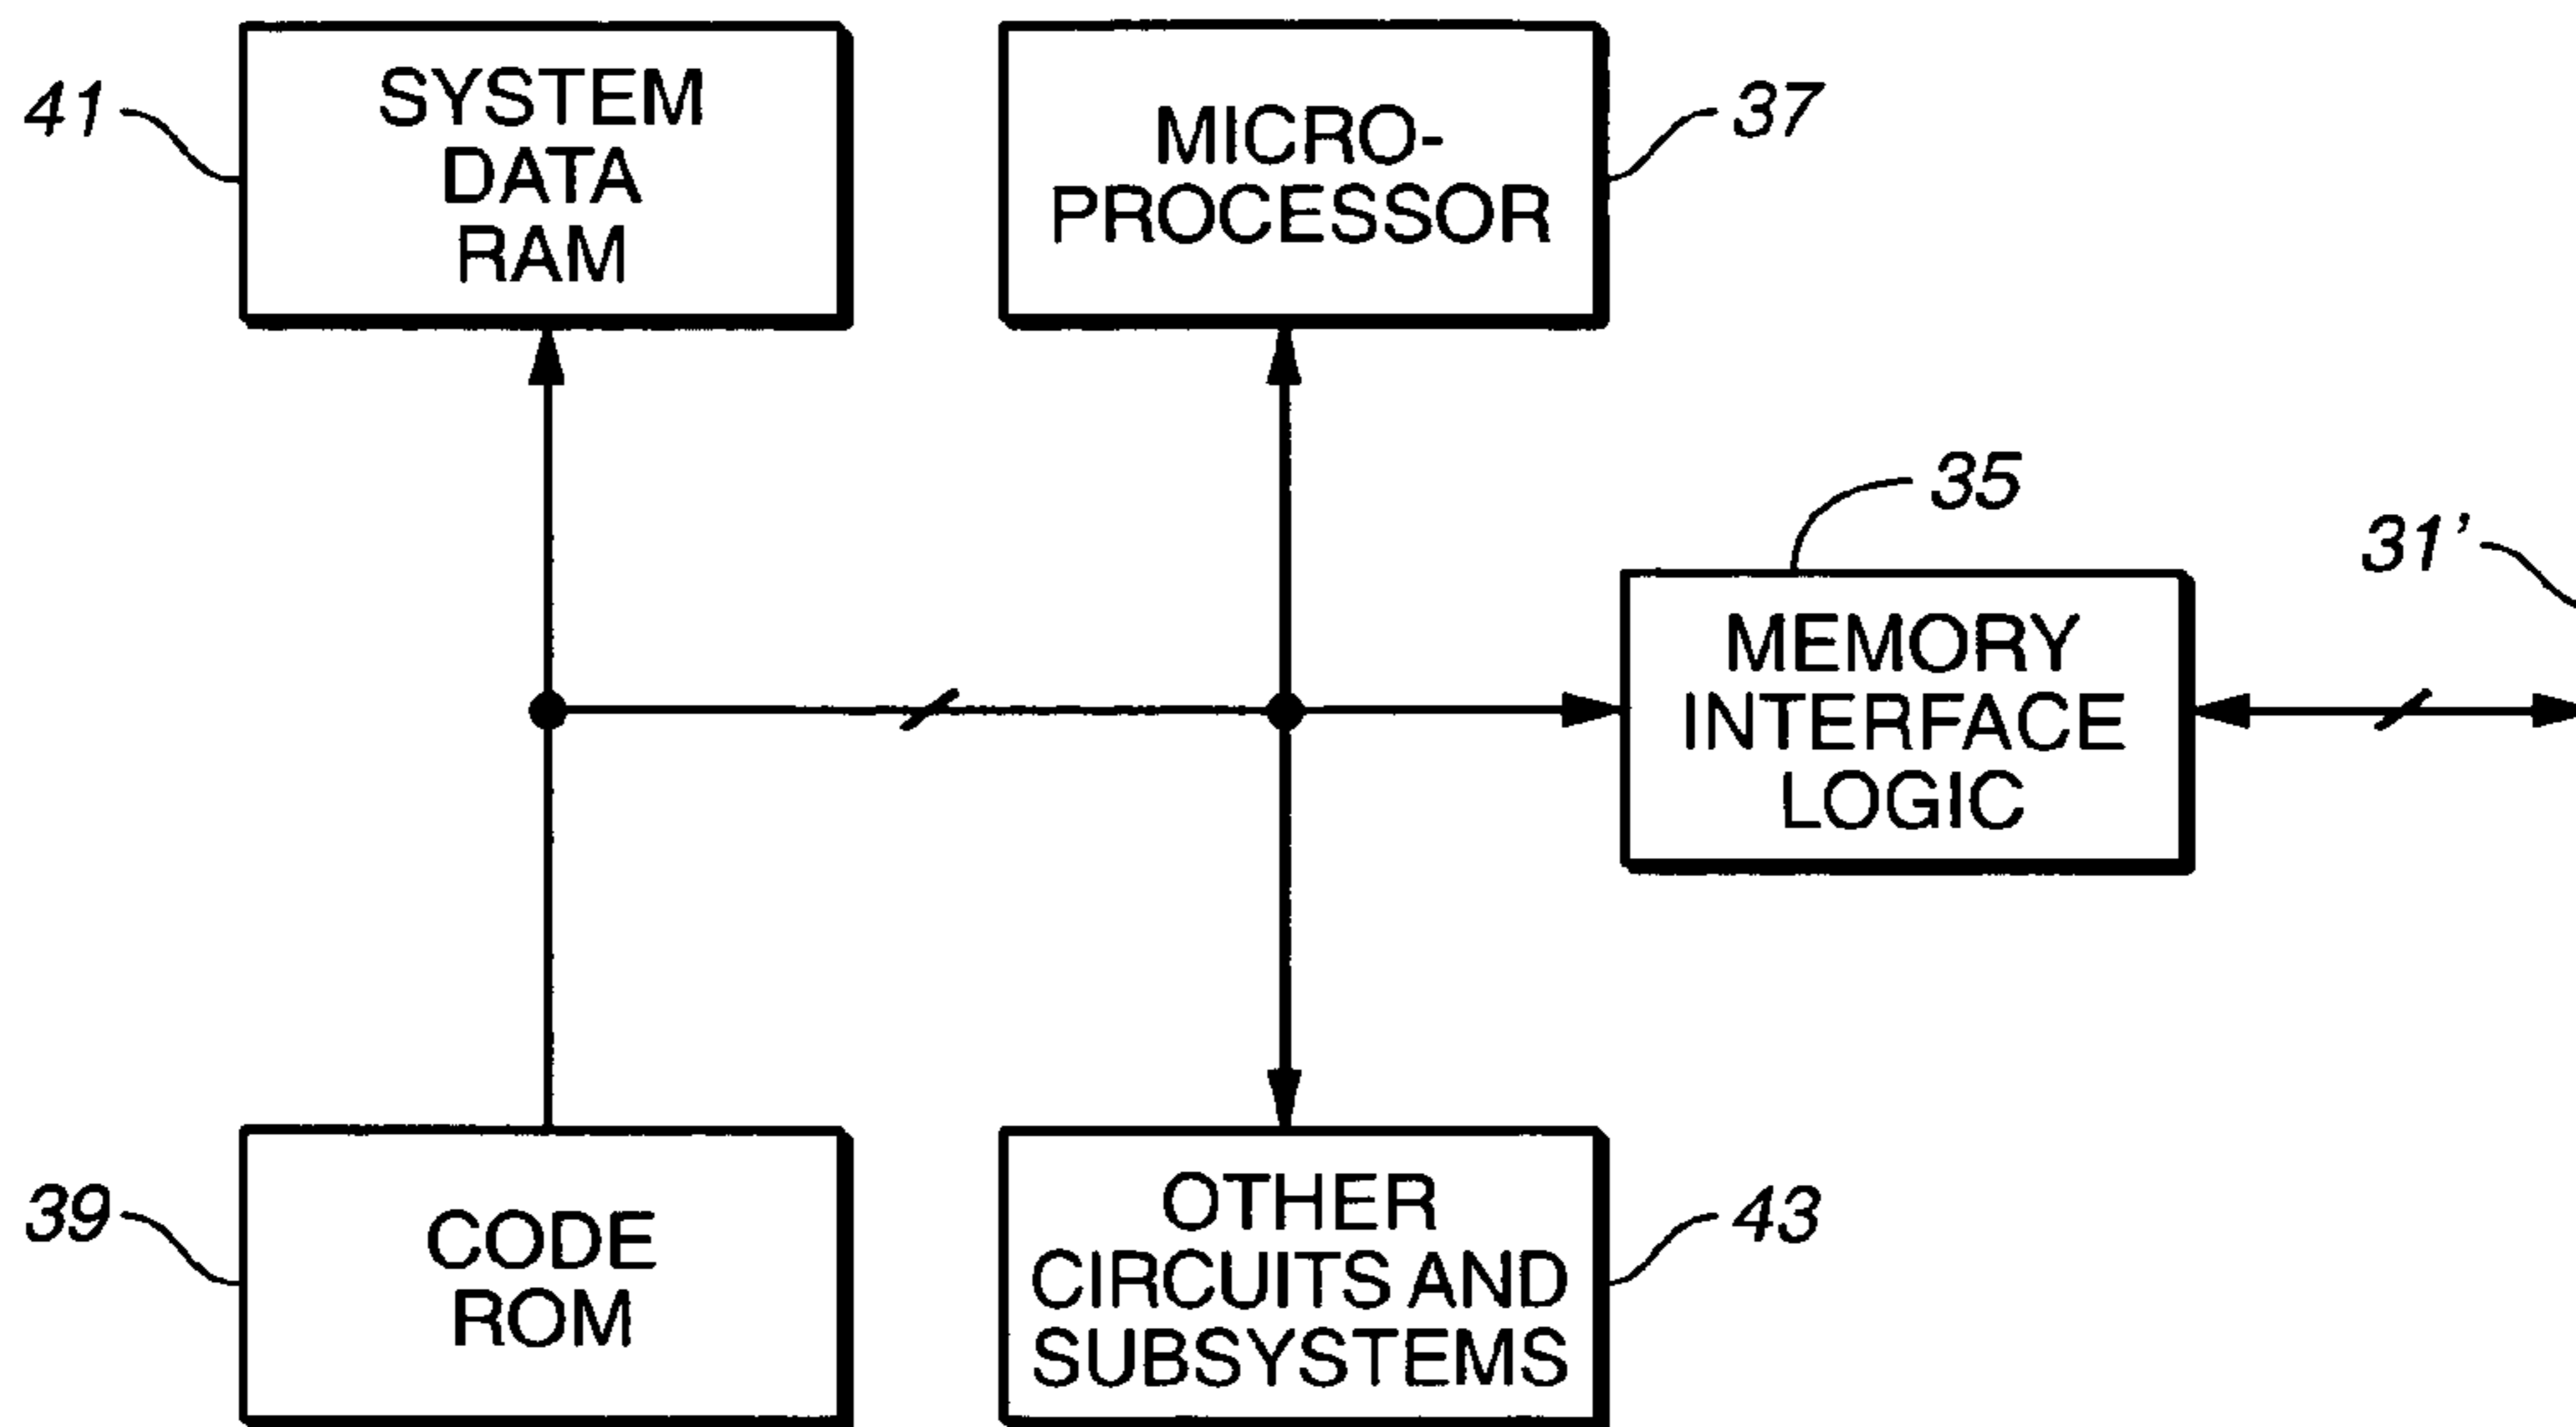 41
SYSTEM
DATA
RAM
MICRO-
PROCESSOR
37
35
31’
MEMORY
INTERFACE
LOGIC
39
CODE
ROM
OTHER
CIRCUITS AND
SUBSYSTEMS
43